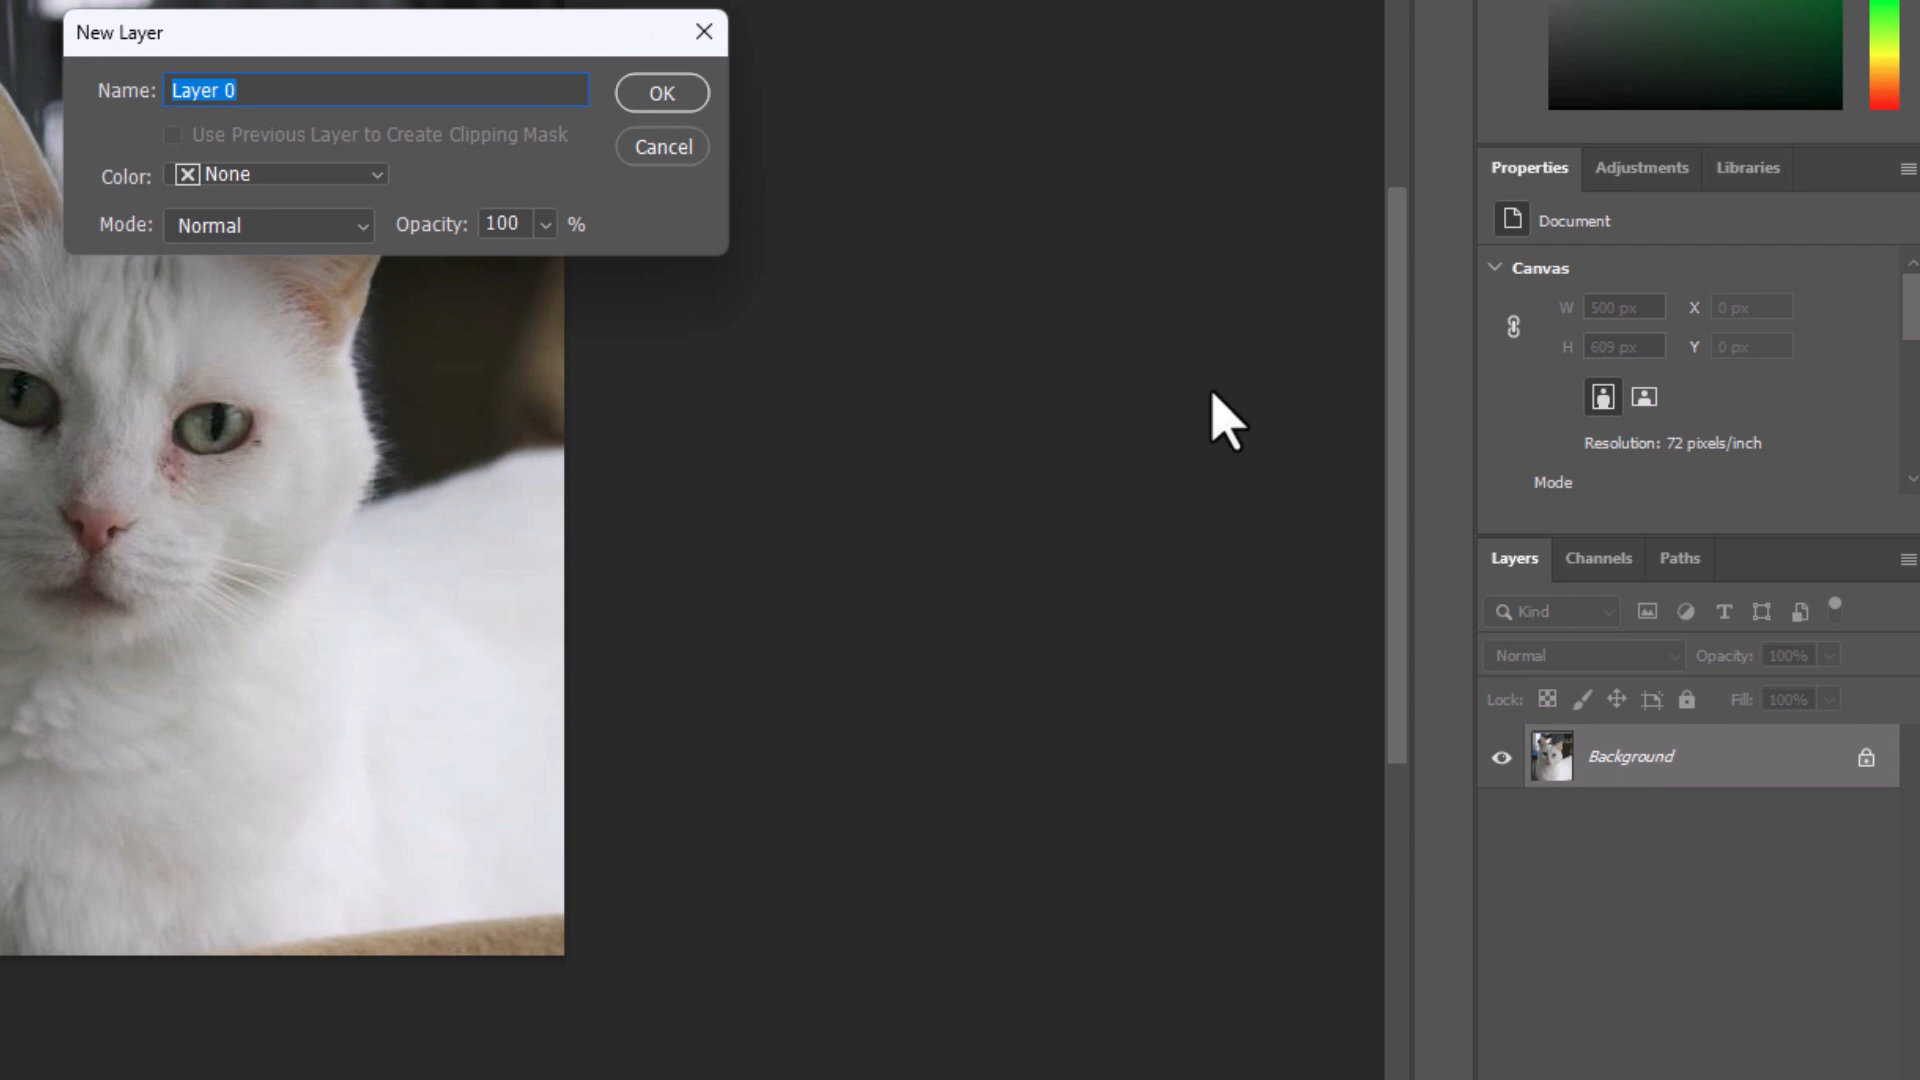 New Layer
Name: Layer 0
OK
Use Previous Layer to Create Clipping Mask
Cancel
Color: None
Mode: Normal Opacity: 100 %
Properties Adjustments Libraries
Document
Canvas
W 500 px X 0 px
H 609 px Y 0 px
Resolution: 72 pixels/inch
Mode
Layers Channels Paths
Kind
Normal Opacity: 100%
Lock: Fill: 100%
Background